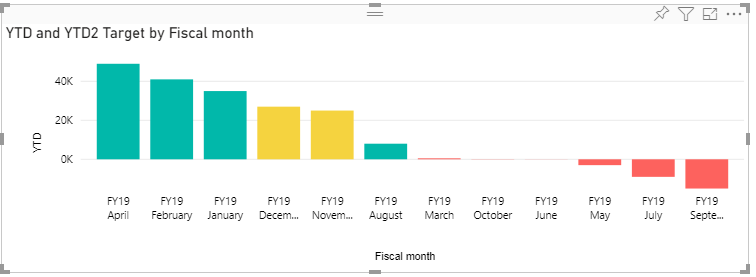 YTD and YTD2 Target by Fiscal month
40K
20K
0K
YTD
FY19 FY19 FY19 FY19 FY19 FY19 FY19 FY19 FY19 FY19 FY19 FY19
April February January Decem... Novem... August March October June May July Septe...
Fiscal month